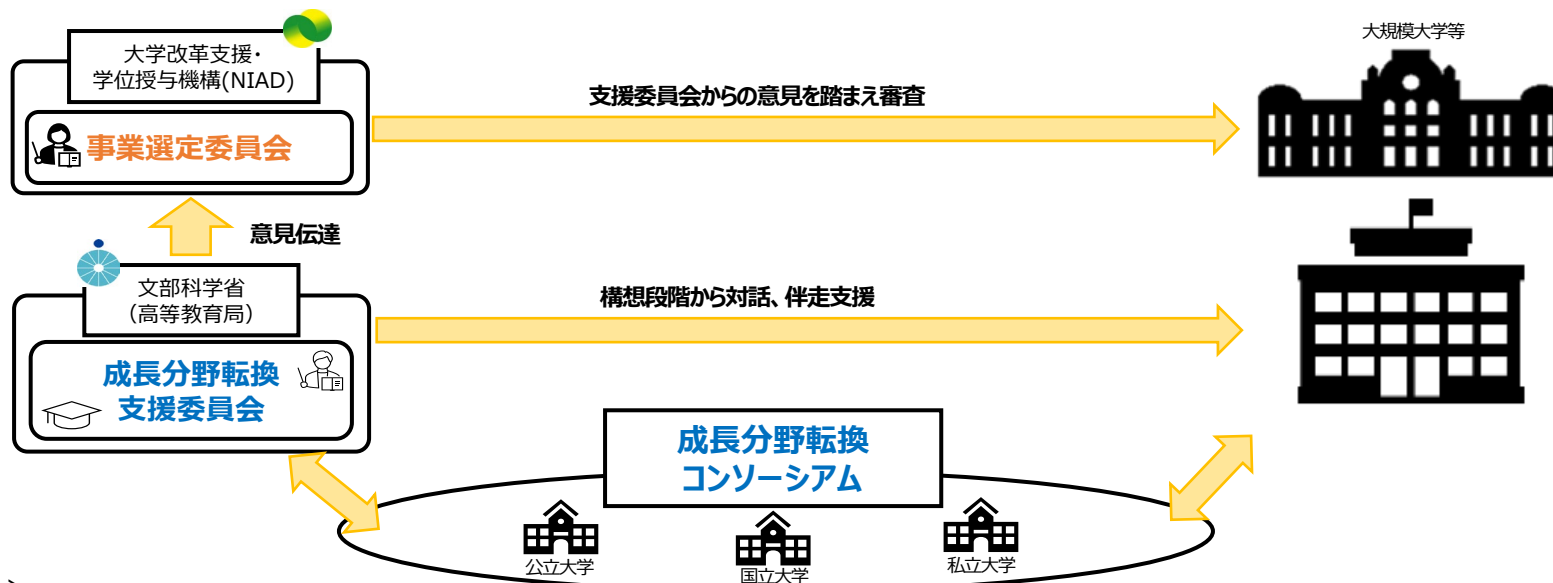 大学改革支援・
学位授与機構(NIAD)
事業選定委員会
支援委員会からの意見を踏まえ審査
大規模大学等
意見伝達
文部科学省
（高等教育局）
成長分野転換
支援委員会
構想段階から対話、伴走支援
成長分野転換
コンソーシアム
公立大学
国立大学
私立大学